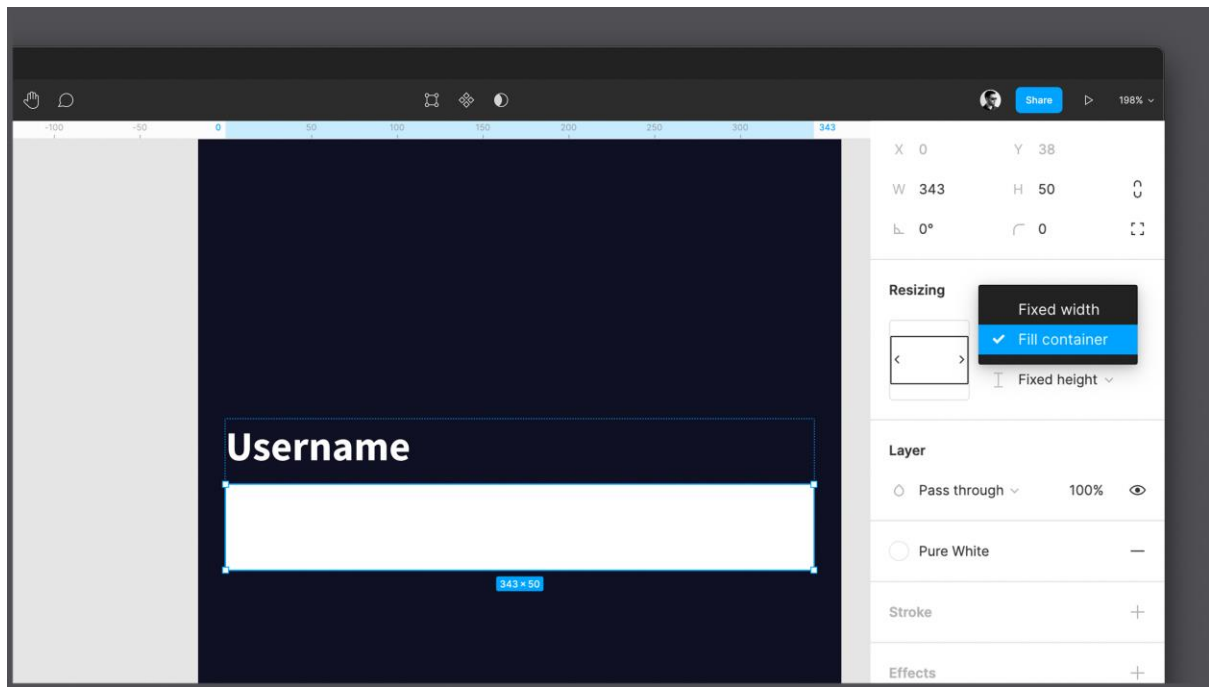 Share
198%
-100 -50 0 50 100 150 200 250 300 343
X 0 Y 38
W 343 H 50
0° 0
Resizing
Fixed width
Fill container
Fixed height
Username
Layer
Pass through 100%
Pure White
343 × 50
Stroke
Effects